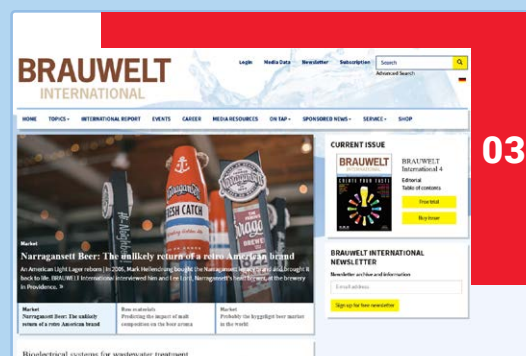 Login Media Data Newsletter Subscription Search
Advanced Search
BRAUWELT
INTERNATIONAL
HOME TOPICS INTERNATIONAL REPORT EVENTS CAREER MEDIA RESOURCES ON TAP SPONSORED NEWS SERVICE SHOP
03
CURRENT ISSUE
BRAUWELT
BRAUWELT
International 4
Editorial
Table of contents
Free trial
Buy issue
FRESH CATCH
Market
Narragansett Beer: The unlikely return of a retro American brand
An American Light Lager reborn | In 2005, Mark Hellendrung bought the Narragansett legacy brand and brought it
back to life. BRAUWELT International interviewed him and Lee Lord, Narragansett's head brewer, at the brewery
in Providence. »
BRAUWELT INTERNATIONAL
NEWSLETTER
Newsletter archive and information
E-mail address
Sign up for free newsletter
Market
Narragansett Beer: The unlikely
return of a retro American brand
Raw materials
Predicting the impact of malt
composition on the beer aroma
Market
Probably the hyggeligst beer market
in the world
Bioelectrical systems for wastewater treatment